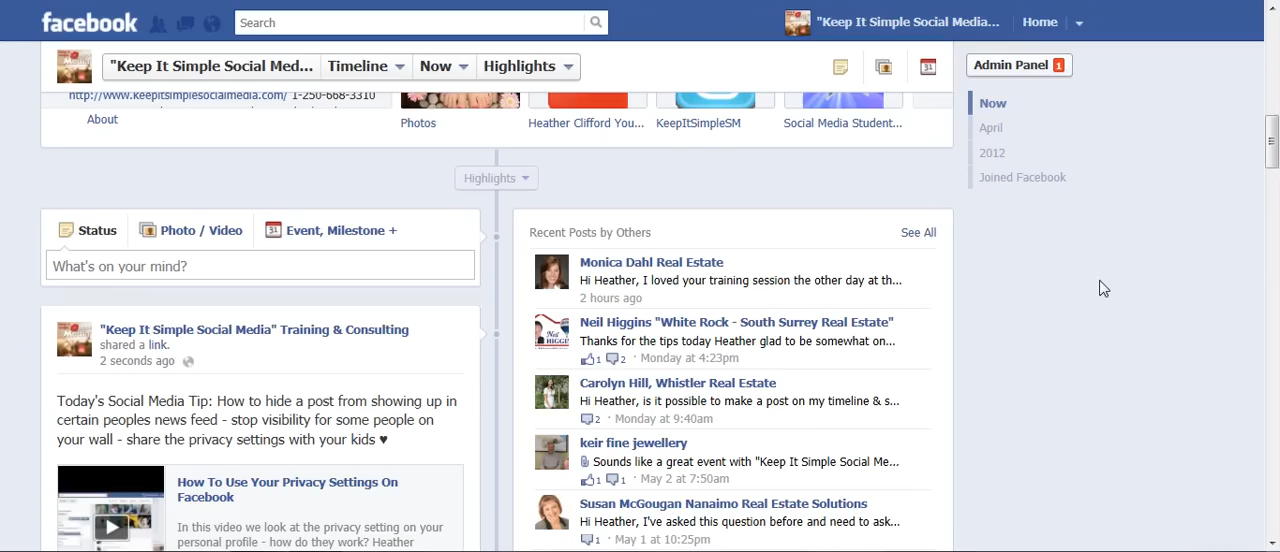 facebook
Search
"Keep It Simple Social Media...
Home
"Keep It Simple Social Med...
Timeline
Now
Highlights
31
Admin Panel 1
http://www.keepitsimplesocialmedia.com/ 1-250-668-3310
About
Photos
Heather Clifford You...
KeepItSimpleSM
Social Media Student...
Now
April
2012
Joined Facebook
Highlights
Status
Photo / Video
31 Event, Milestone +
What's on your mind?
"Keep It Simple Social Media" Training & Consulting
shared a link.
2 seconds ago
Today's Social Media Tip: How to hide a post from showing up in
certain peoples news feed - stop visibility for some people on
your wall - share the privacy settings with your kids ♥
How To Use Your Privacy Settings On
Facebook
In this video we look at the privacy setting on your
personal profile - how do they work? Heather
Recent Posts by Others
See All
Monica Dahl Real Estate
Hi Heather, I loved your training session the other day at th...
2 hours ago
Neil Higgins "White Rock - South Surrey Real Estate"
Thanks for the tips today Heather glad to be somewhat on...
1 2 · Monday at 4:23pm
Carolyn Hill, Whistler Real Estate
Hi Heather, is it possible to make a post on my timeline & s...
2 · Monday at 9:40am
keir fine jewellery
Sounds like a great event with "Keep It Simple Social Me...
1 1 · May 2 at 7:50am
Susan McGougan Nanaimo Real Estate Solutions
Hi Heather, I've asked this question before and need to ask...
1 · May 1 at 10:25pm